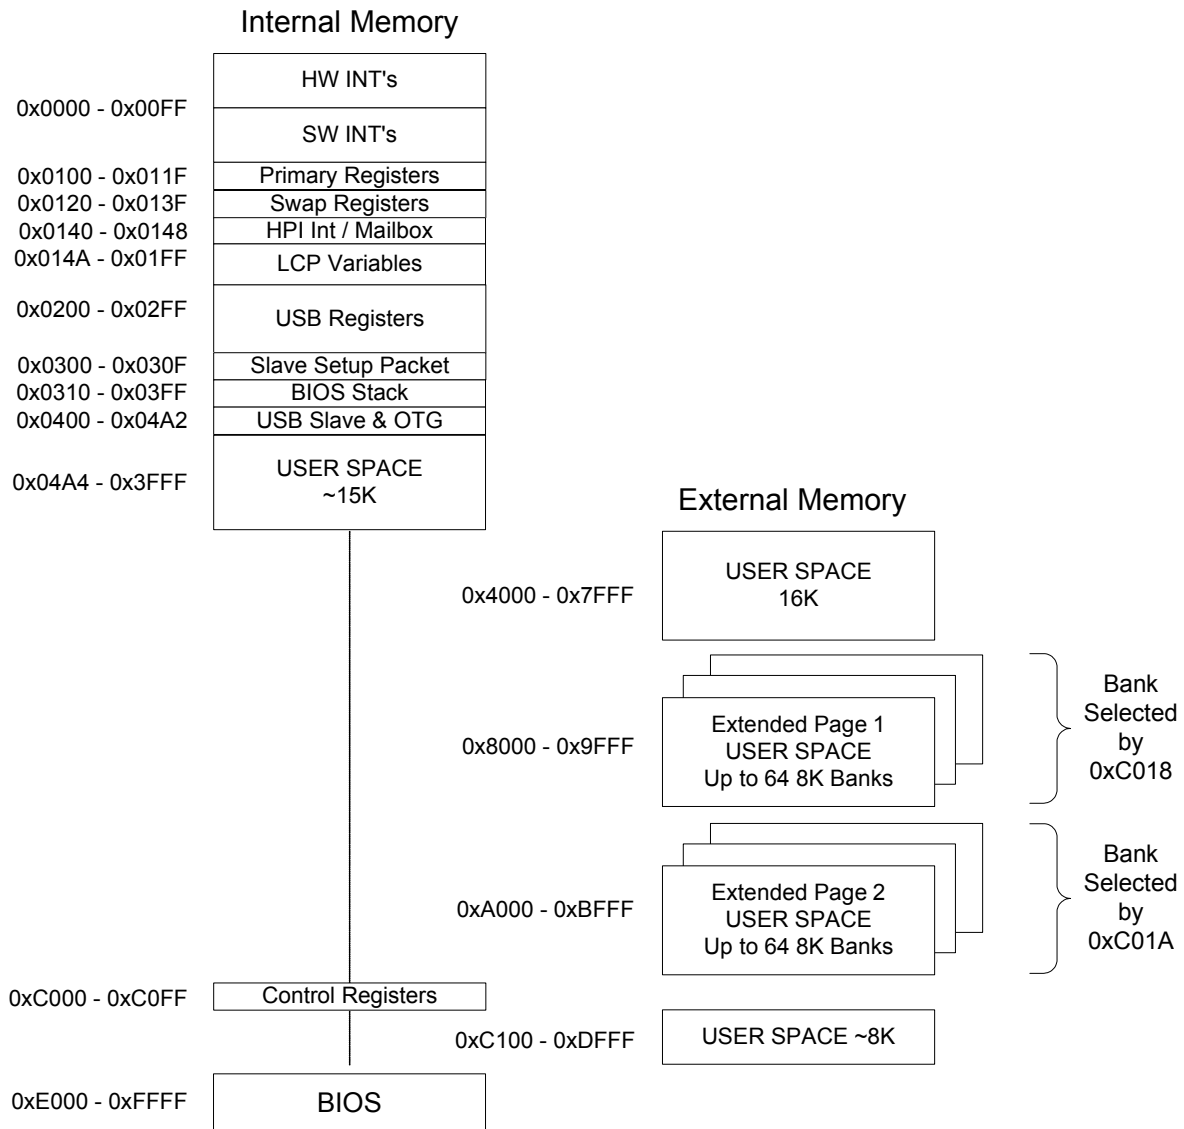 Internal Memory
HW INT's
0x0000 - 0x00FF
SW INT's
0x0100 - 0x011F
Primary Registers
0x0120 - 0x013F
Swap Registers
0x0140 - 0x0148
HPI Int / Mailbox
0x014A - 0x01FF
LCP Variables
0x0200 - 0x02FF
USB Registers
0x0300 - 0x030F
Slave Setup Packet
0x0310 - 0x03FF
BIOS Stack
0x0400 - 0x04A2
USB Slave & OTG
0x04A4 - 0x3FFF
USER SPACE
~15K
External Memory
0x4000 - 0x7FFF
USER SPACE
16K
0x8000 - 0x9FFF
Extended Page 1
USER SPACE
Up to 64 8K Banks
Bank
Selected
by
0xC018
0xA000 - 0xBFFF
Extended Page 2
USER SPACE
Up to 64 8K Banks
Bank
Selected
by
0xC01A
0xC000 - 0xC0FF
Control Registers
0xC100 - 0xDFFF
USER SPACE ~8K
0xE000 - 0xFFFF
BIOS